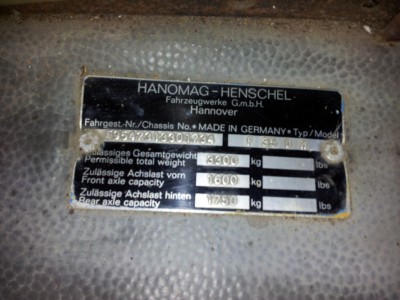 HANOMAG-HENSCHEL
Fahrzeugwerke G.m.b.H.
Hannover
Fahrgest.-Nr./Chassis No.*MADE IN GERMANY*Typ/Model
Zulässiges Gesamtgewicht
Permissible total weight 3300 kg lbs
Zulässige Achslast vorn
Front axle capacity 1600 kg lbs
Zulässige Achslast hinten
Rear axle capacity 1750 kg lbs